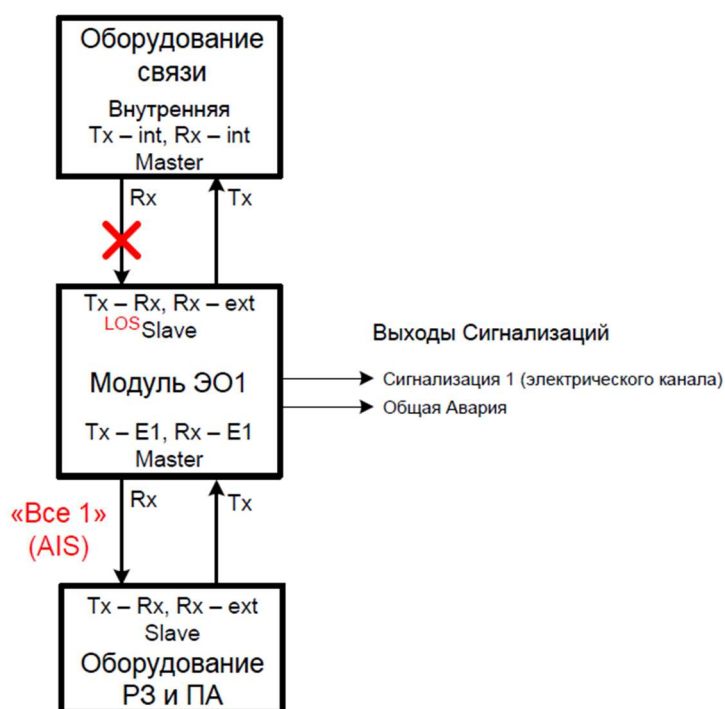 Оборудование
связи
Внутренняя
Tx – int, Rx – int
Master
Rx
Tx
Tx – Rx, Rx – ext
LOS Slave
Модуль ЭО1
Tx – E1, Rx – E1
Master
Выходы Сигнализаций
Сигнализация 1 (электрического канала)
Общая Авария
«Все 1»
(AIS)
Rx
Tx
Tx – Rx, Rx – ext
Slave
Оборудование
РЗ и ПА